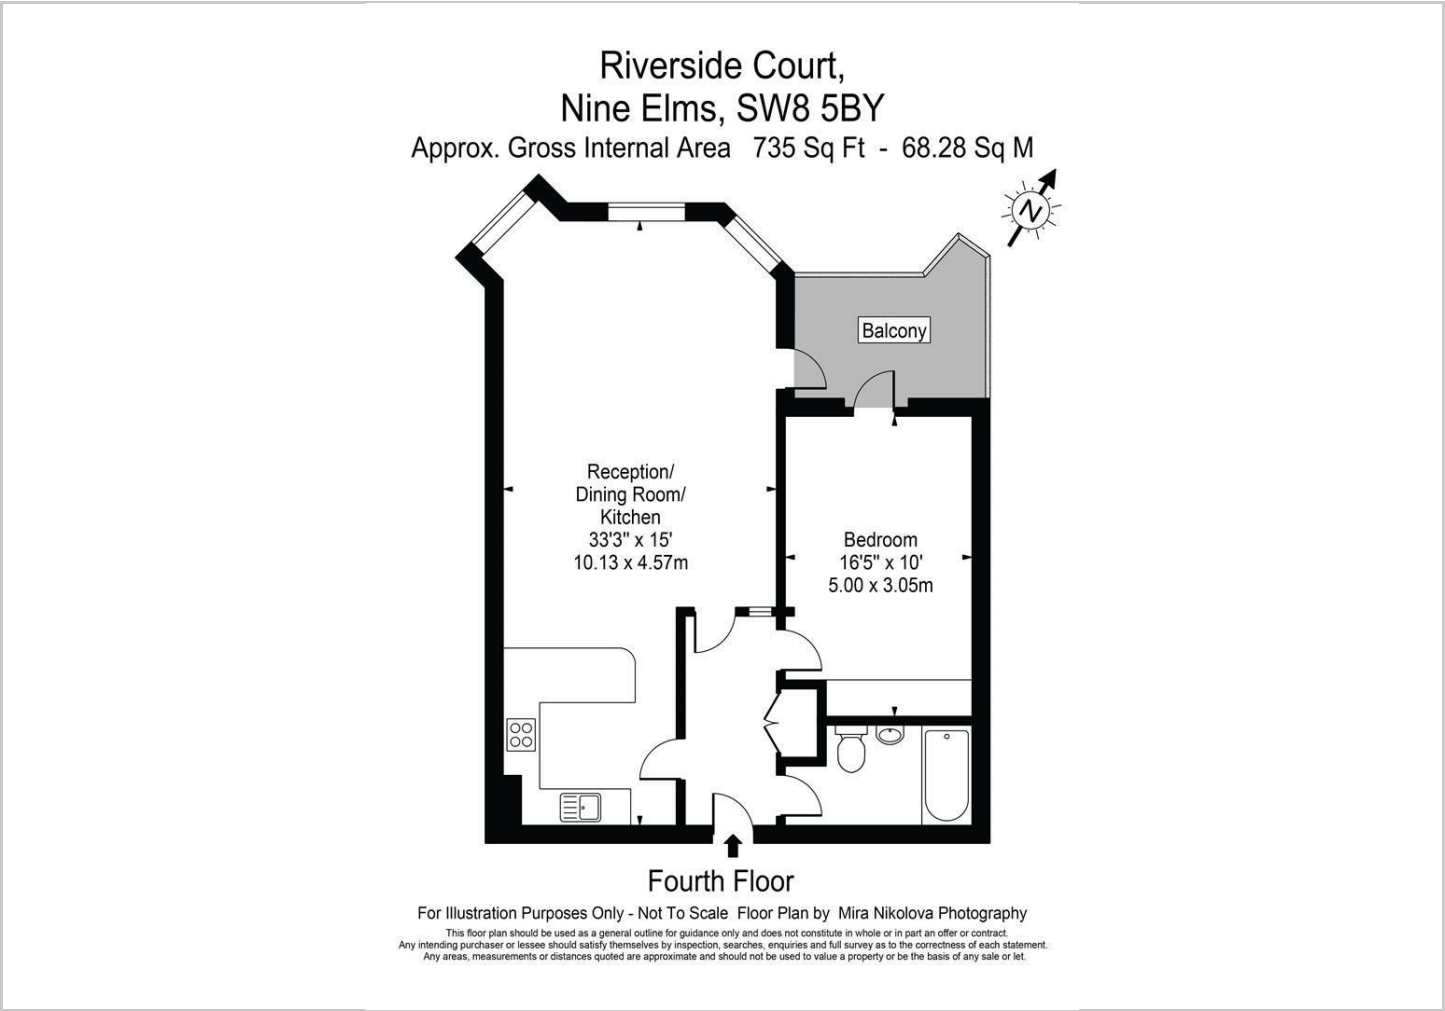 Riverside Court,
Nine Elms, SW8 5BY
Approx. Gross Internal Area 735 Sq Ft - 68.28 Sq M
N
Balcony
Reception/
Dining Room/
Kitchen
33'3" x 15'
10.13 x 4.57m
Bedroom
16'5" x 10'
5.00 x 3.05m
Fourth Floor
For Illustration Purposes Only - Not To Scale Floor Plan by Mira Nikolova Photography
This floor plan should be used as a general outline for guidance only and does not constitute in whole or in part an offer or contract.
Any intending purchaser or lessee should satisfy themselves by inspection, searches, enquiries and full survey as to the correctness of each statement.
Any areas, measurements or distances quoted are approximate and should not be used to value a property or be the basis of any sale or let.